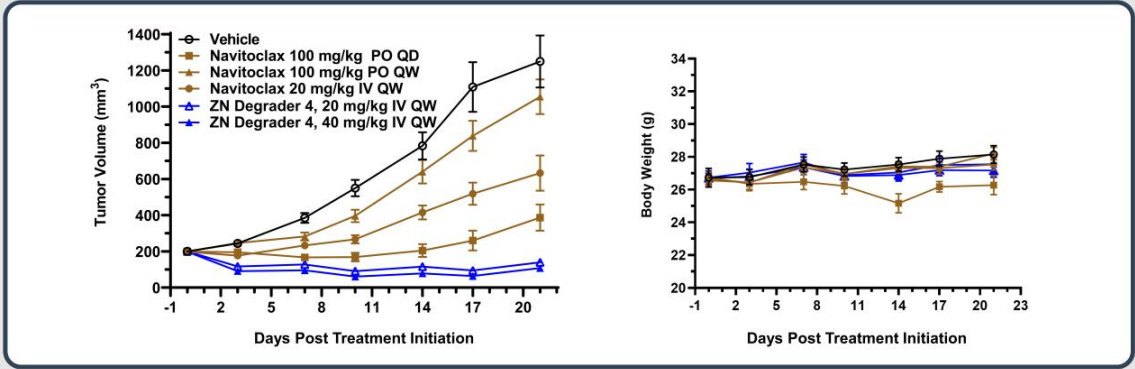 Tumor Volume (mm³)
1400
1200
1000
800
600
400
200
0
Vehicle
Navitoclax 100 mg/kg  PO QD
Navitoclax 100 mg/kg PO QW
Navitoclax 20 mg/kg IV QW
ZN Degrader 4, 20 mg/kg IV QW
ZN Degrader 4, 40 mg/kg IV QW
-1 2 5 8 11 14 17 20
Days Post Treatment Initiation
Body Weight (g)
34
32
30
28
26
24
22
20
-1 2 5 8 11 14 17 20 23
Days Post Treatment Initiation